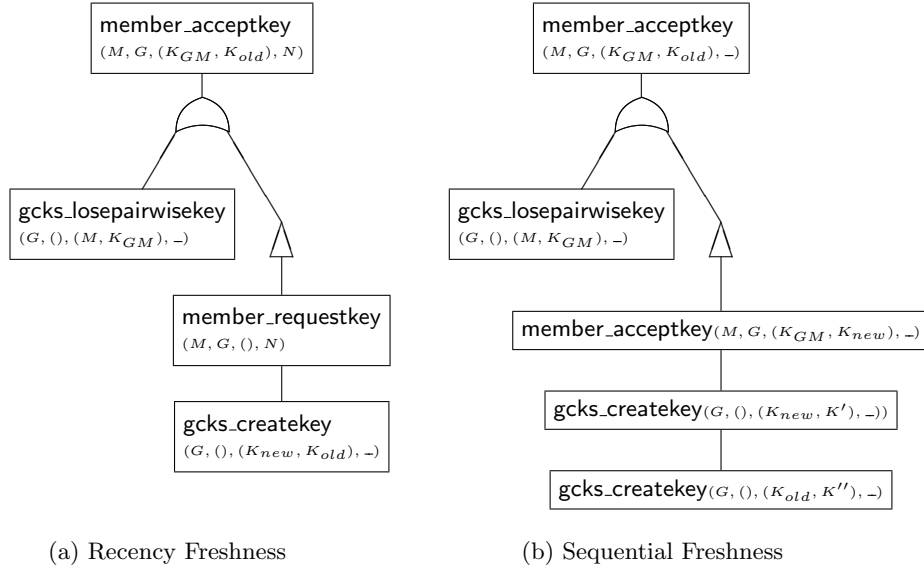 member_acceptkey
(M, G, (K_GM, K_old), N)
gcks_losepairwisekey
(G, (), (M, K_GM), _)
member_requestkey
(M, G, (), N)
gcks_createkey
(G, (), (K_new, K_old), _)
(a) Recency Freshness
member_acceptkey
(M, G, (K_GM, K_old), _)
gcks_losepairwisekey
(G, (), (M, K_GM), _)
member_acceptkey(M, G, (K_GM, K_new), _)
gcks_createkey(G, (), (K_new, K′), _))
gcks_createkey(G, (), (K_old, K′′), _)
(b) Sequential Freshness